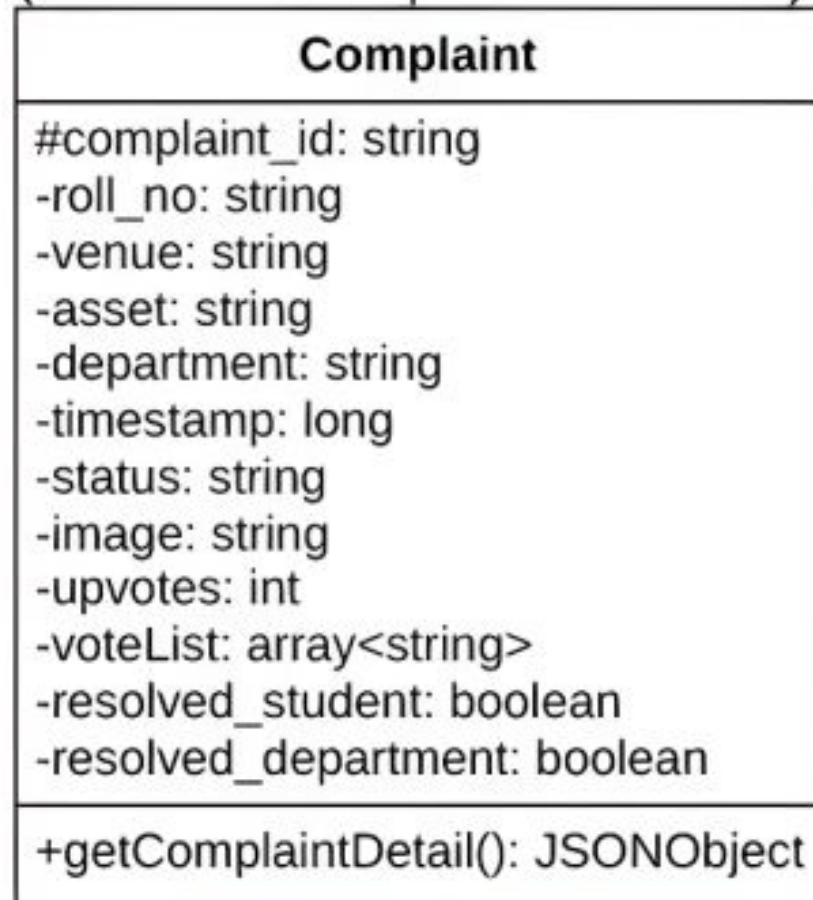 Complaint
#complaint_id: string
-roll_no: string
-venue: string
-asset: string
-department: string
-timestamp: long
-status: string
-image: string
-upvotes: int
-voteList: array<string>
-resolved_student: boolean
-resolved_department: boolean
+getComplaintDetail(): JSONObject